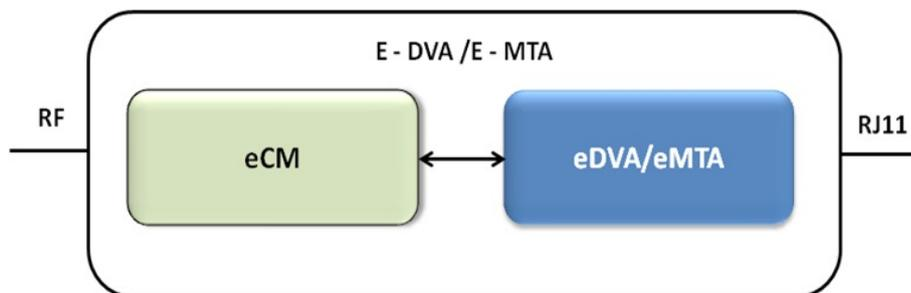 E - DVA /E - MTA
RF
eCM
eDVA/eMTA
RJ11